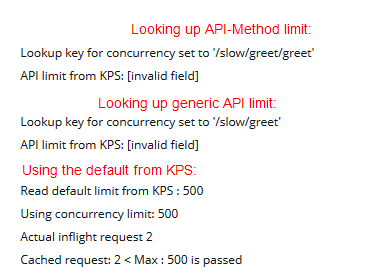 Looking up API-Method limit:
Lookup key for concurrency set to '/slow/greet/greet'
API limit from KPS: [invalid field]
Looking up generic API limit:
Lookup key for concurrency set to '/slow/greet'
API limit from KPS: [invalid field]
Using the default from KPS:
Read default limit from KPS : 500
Using concurrency limit: 500
Actual inflight request 2
Cached request: 2 < Max : 500 is passed